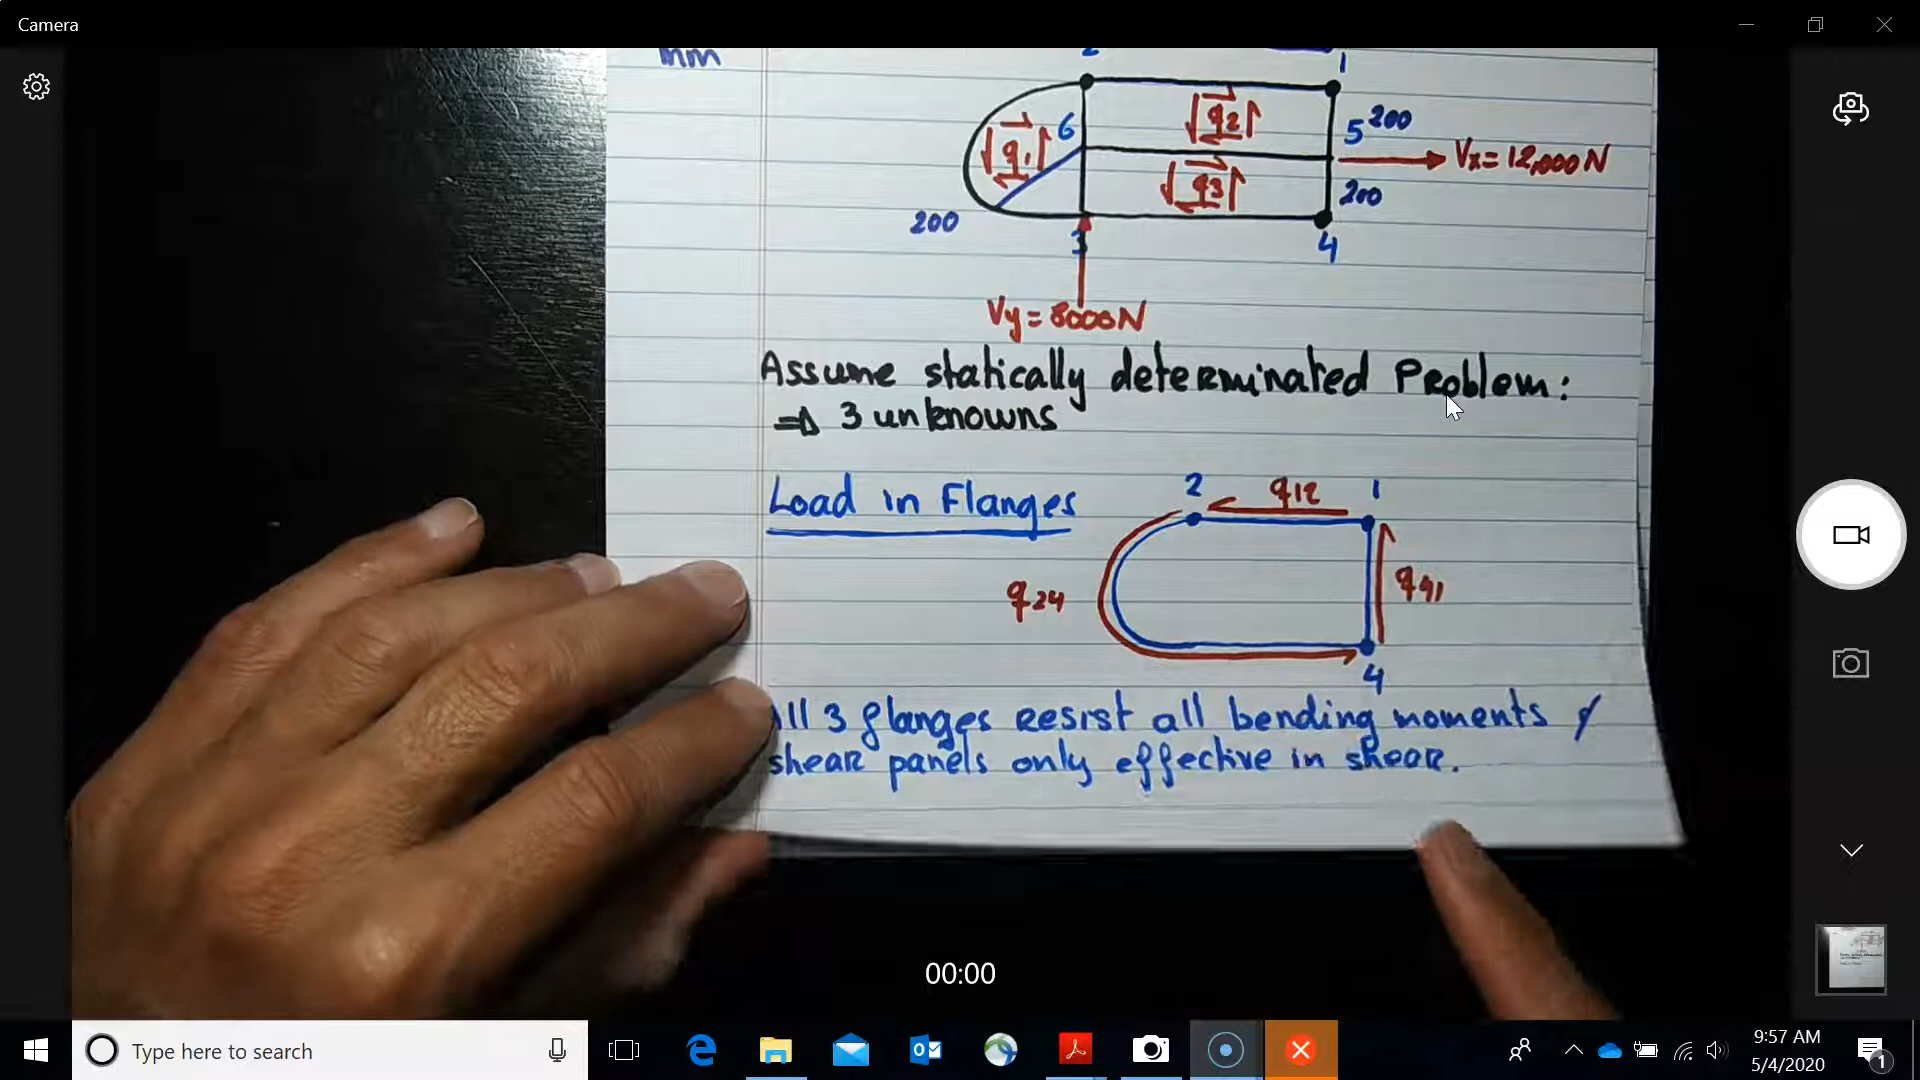 Camera
mm
2
1
6
q1
q2
5
200
Vx = 12,000N
q3
200
200
3
4
Vy = 8000N
Assume statically determinated Problem:
⇒ 3 unknowns
Load in Flanges
2
q12
1
q24
q41
4
All 3 flanges resist all bending moments &
shear panels only effective in shear.
00:00
Type here to search
9:57 AM
5/4/2020
1